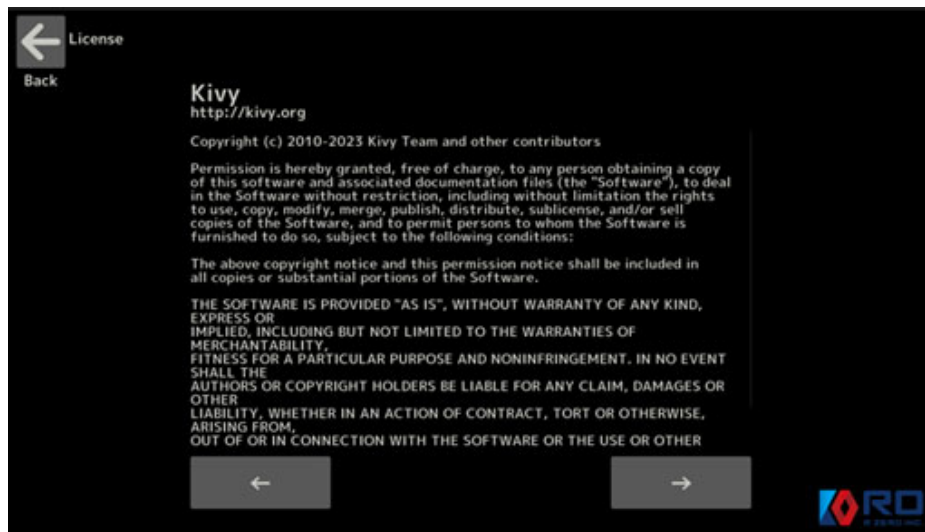 License
Back
Kivy
http://kivy.org
Copyright (c) 2010-2023 Kivy Team and other contributors
Permission is hereby granted, free of charge, to any person obtaining a copy
of this software and associated documentation files (the "Software"), to deal
in the Software without restriction, including without limitation the rights
to use, copy, modify, merge, publish, distribute, sublicense, and/or sell
copies of the Software, and to permit persons to whom the Software is
furnished to do so, subject to the following conditions:
The above copyright notice and this permission notice shall be included in
all copies or substantial portions of the Software.
THE SOFTWARE IS PROVIDED "AS IS", WITHOUT WARRANTY OF ANY KIND,
EXPRESS OR
IMPLIED, INCLUDING BUT NOT LIMITED TO THE WARRANTIES OF
MERCHANTABILITY,
FITNESS FOR A PARTICULAR PURPOSE AND NONINFRINGEMENT. IN NO EVENT
SHALL THE
AUTHORS OR COPYRIGHT HOLDERS BE LIABLE FOR ANY CLAIM, DAMAGES OR
OTHER
LIABILITY, WHETHER IN AN ACTION OF CONTRACT, TORT OR OTHERWISE,
ARISING FROM,
OUT OF OR IN CONNECTION WITH THE SOFTWARE OR THE USE OR OTHER